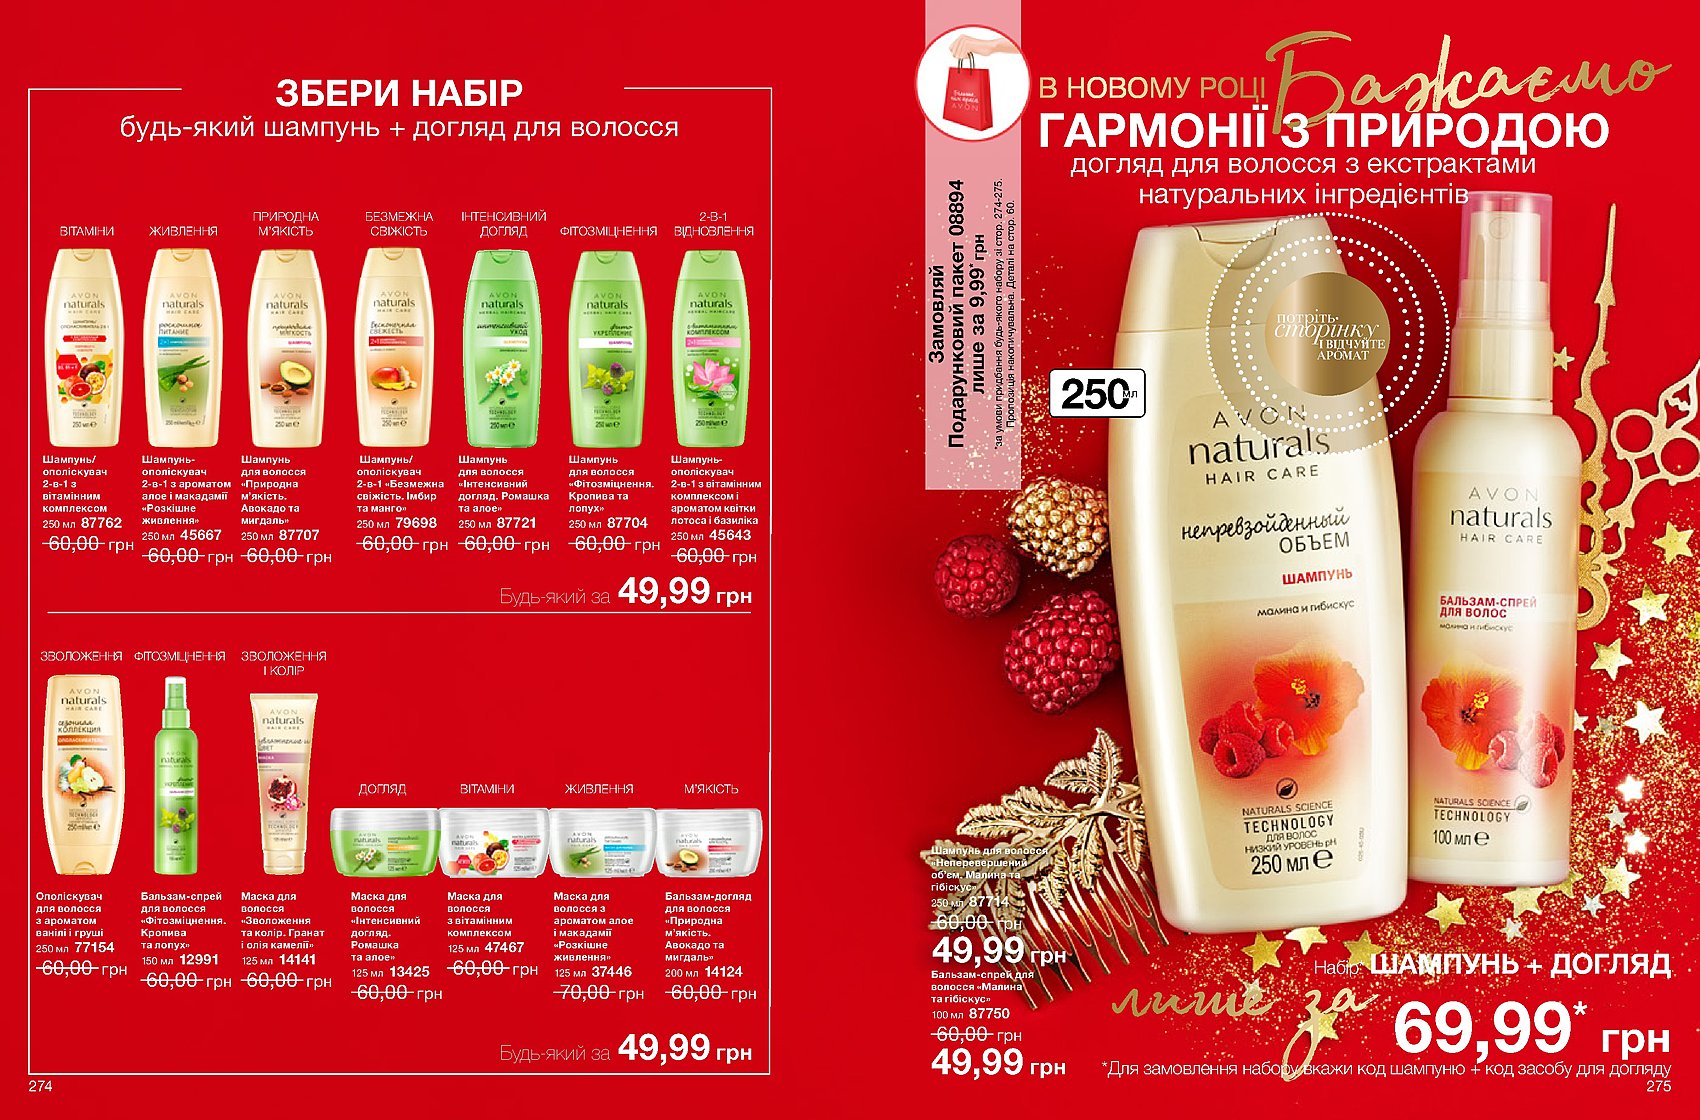 ЗБЕРИ НАБІР
будь-який шампунь + догляд для волосся
ВІТАМІНИ
ЖИВЛЕННЯ
ПРИРОДНА
М'ЯКІСТЬ
БЕЗМЕЖНА
СВІЖІСТЬ
ІНТЕНСИВНИЙ
ДОГЛЯД
ФІТОЗМІЦНЕННЯ
2-В-1
ВІДНОВЛЕННЯ
Шампунь/
ополіскувач
2-в-1 з
вітамінним
комплексом
250 мл 87762
60,00 грн
Шампунь-
ополіскувач
2-в-1 з ароматом
алое і макадамії
«Розкішне
живлення»
250 мл 45667
60,00 грн
Шампунь
для волосся
«Природна
м'якість.
Авокадо та
мигдаль»
250 мл 87707
60,00 грн
Шампунь/
ополіскувач
2-в-1 «Безмежна
свіжість. Імбир
та манго»
250 мл 79698
60,00 грн
Шампунь
для волосся
«Інтенсивний
догляд. Ромашка
та алое»
250 мл 87721
60,00 грн
Шампунь
для волосся
«Фітозміцнення.
Кропива та
лопух»
250 мл 87704
60,00 грн
Шампунь-
ополіскувач
2-в-1 з вітамінним
комплексом і
ароматом квітки
лотоса і базиліка
250 мл 45643
60,00 грн
Будь-який за 49,99 грн
ЗВОЛОЖЕННЯ
ФІТОЗМІЦНЕННЯ
ЗВОЛОЖЕННЯ
І КОЛІР
ДОГЛЯД
ВІТАМІНИ
ЖИВЛЕННЯ
М'ЯКІСТЬ
Ополіскувач
для волосся
з ароматом
ванілі і груші
250 мл 77154
60,00 грн
Бальзам-спрей
для волосся
«Фітозміцнення.
Кропива
та лопух»
150 мл 12991
60,00 грн
Маска для
волосся
«Зволоження
та колір. Гранат
і олія камелії»
125 мл 14141
60,00 грн
Маска для
волосся
«Інтенсивний
догляд.
Ромашка
та алое»
125 мл 13425
60,00 грн
Маска для
волосся
з вітамінним
комплексом
125 мл 47467
60,00 грн
Маска для
волосся з
ароматом алое
і макадамії
«Розкішне
живлення»
125 мл 37446
70,00 грн
Бальзам-догляд
для волосся
«Природна
м'якість.
Авокадо та
мигдаль»
200 мл 14124
60,00 грн
Будь-який за 49,99 грн
274
Замовляй
Подарунковий пакет 08894
лише за 9,99* грн
*за умови придбання будь-якого набору зі стор. 274-275.
Пропозиція накопичувальна. Деталі на стор. 60.
В НОВОМУ РОЦІ Бажаємо
ГАРМОНІЇ З ПРИРОДОЮ
догляд для волосся з екстрактами
натуральних інгредієнтів
ПОТРІТЬ
СТОРІНКУ
І ВІДЧУЙТЕ
АРОМАТ
250 мл
AVON
naturals
HAIR CARE
непревзойденный
ОБЪЕМ
ШАМПУНЬ
малина и гибискус
NATURALS SCIENCE
TECHNOLOGY
ДЛЯ ВОЛОС
НИЗКИЙ УРОВЕНЬ pH
250 мл e
AVON
naturals
HAIR CARE
БАЛЬЗАМ-СПРЕЙ
ДЛЯ ВОЛОС
малина и гибискус
NATURALS SCIENCE
TECHNOLOGY
100 мл e
Шампунь для волосся
«Неперевершений
об'єм. Малина та
гібіскус»
250 мл 87714
60,00 грн
49,99 грн
Бальзам-спрей для
волосся «Малина
та гібіскус»
100 мл 87750
60,00 грн
49,99 грн
Набір* ШАМПУНЬ + ДОГЛЯД
лише за
69,99* грн
*Для замовлення набору вкажи код шампуню + код засобу для догляду
275